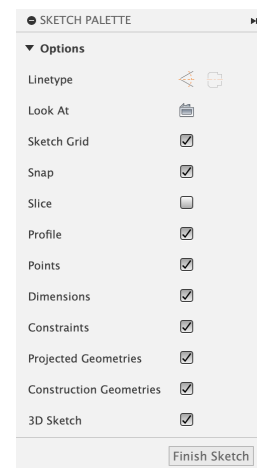 SKETCH PALETTE
Options
Linetype
Look At
Sketch Grid
Snap
Slice
Profile
Points
Dimensions
Constraints
Projected Geometries
Construction Geometries
3D Sketch
Finish Sketch